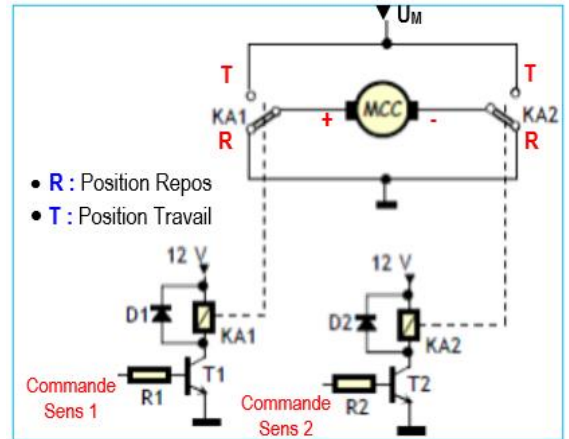 U_M
T
T
KA1
+
MCC
-
KA2
R
R
• R : Position Repos
• T : Position Travail
12 V
12 V
D1
KA1
D2
KA2
T1
T2
Commande
Sens 1
R1
Commande
Sens 2
R2